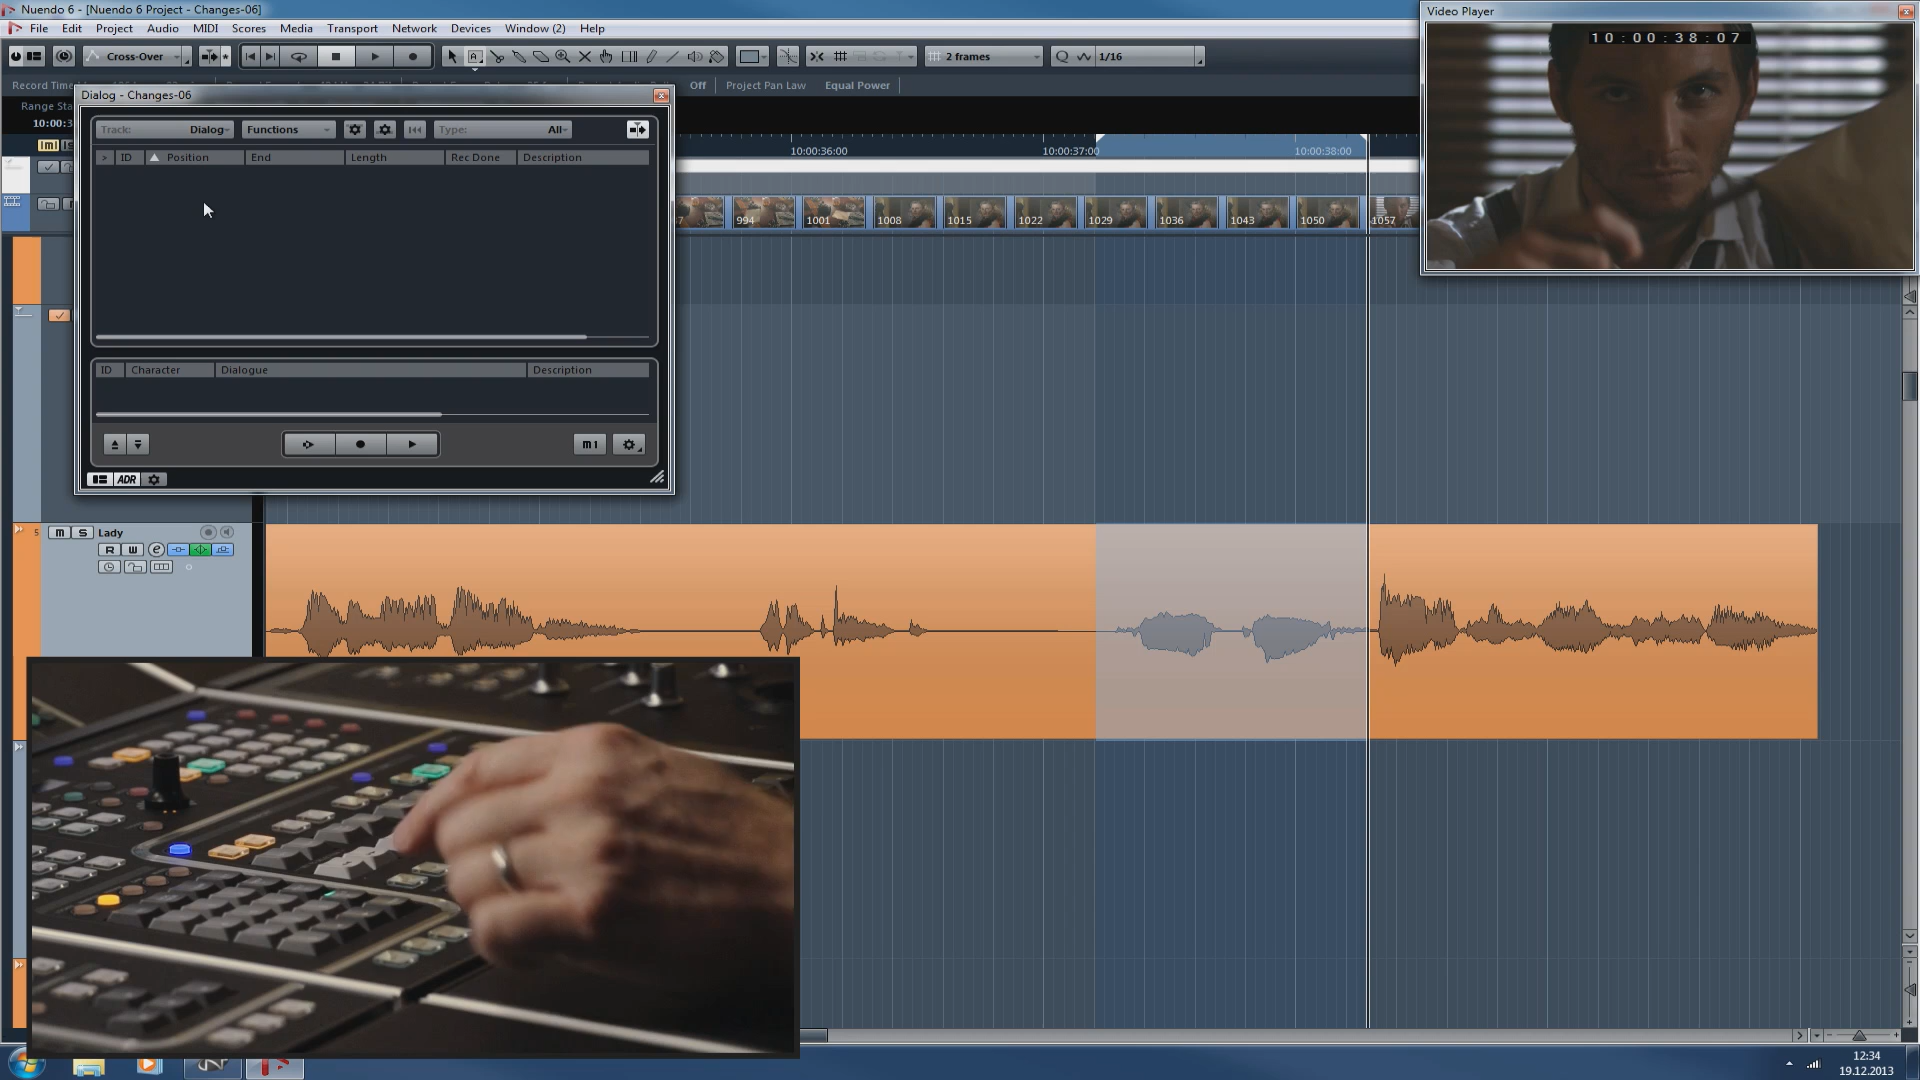 Nuendo 6 - [Nuendo 6 Project - Changes-06]
File Edit Project Audio MIDI Scores Media Transport Network Devices Window (2) Help
Video Player
Cross-Over
2 frames
1/16
10:00:38:07
Record Time
Off Project Pan Law Equal Power
Dialog - Changes-06
Range Sta
10:00:3
Track: Dialog Functions Type: All
> ID Position End Length Rec Done Description
10:00:36:00 10:00:37:00 10:00:38:00
994 1001 1008 1015 1022 1029 1036 1043 1050 1057
ID Character Dialogue Description
m1
ADR
5 m S Lady
R W e
12:34
19.12.2013